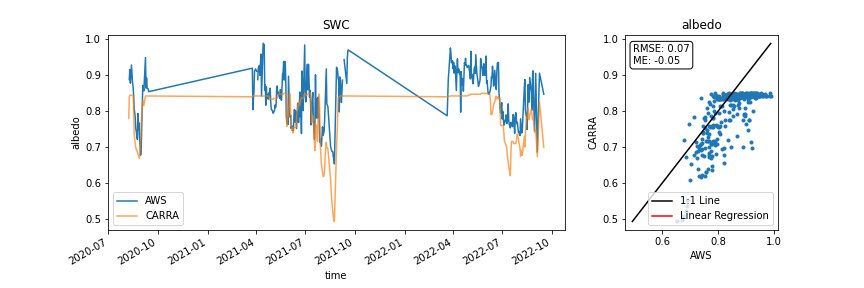 SWC
albedo
1.0
0.9
0.8
0.7
0.6
0.5
AWS
CARRA
2020-07
2020-10
2021-01
2021-04
2021-07
2021-10
2022-01
2022-04
2022-07
2022-10
time
albedo
CARRA
1.0
0.9
0.8
0.7
0.6
0.5
RMSE: 0.07
ME: -0.05
1:1 Line
Linear Regression
0.6
0.8
1.0
AWS